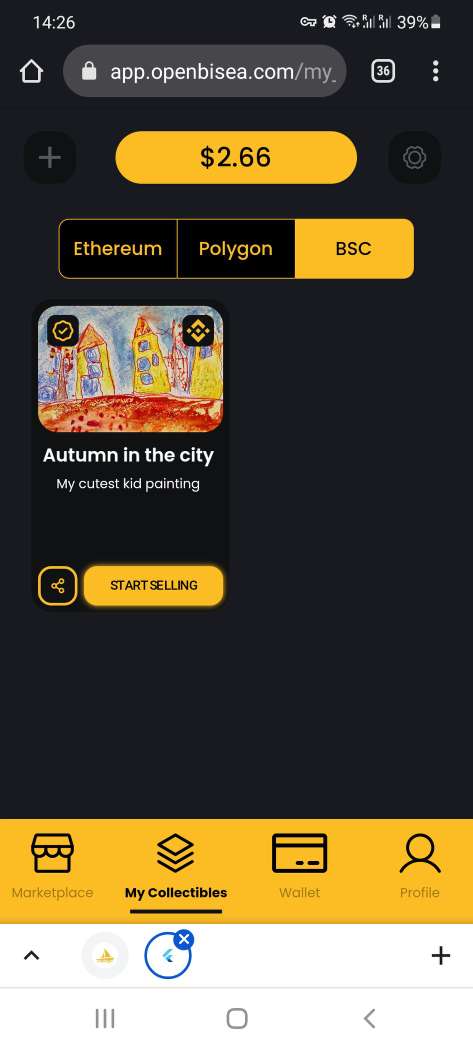 14:26
R R 39%
app.openbisea.com/my_
36
$2.66
Ethereum Polygon BSC
Autumn in the city
My cutest kid painting
START SELLING
Marketplace My Collectibles Wallet Profile